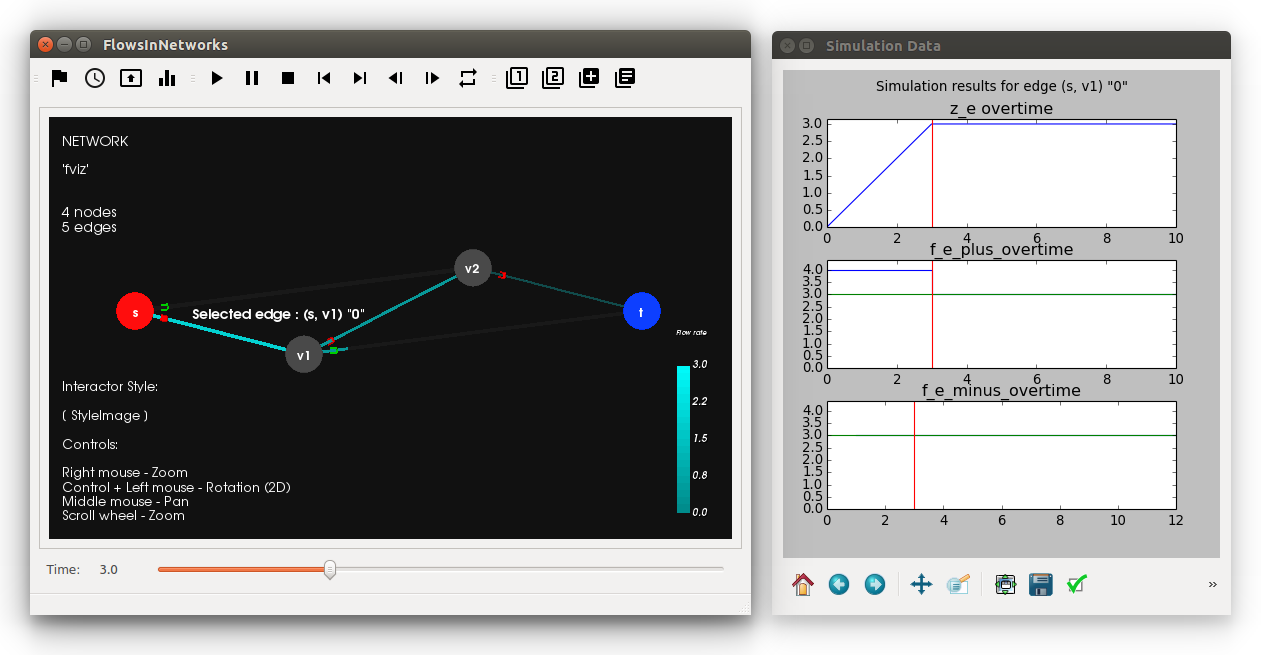 FlowsInNetworks
1 2
NETWORK
'fviz'
4 nodes
5 edges
v2
s
Selected edge : (s, v1) "0"
t
v1
Flow rate
3.0
2.2
1.5
0.8
0.0
Interactor Style:
[ StyleImage ]
Controls:
Right mouse - Zoom
Control + Left mouse - Rotation (2D)
Middle mouse - Pan
Scroll wheel - Zoom
Time: 3.0
Simulation Data
Simulation results for edge (s, v1) "0"
z_e overtime
3.0
2.5
2.0
1.5
1.0
0.5
0.0
0 2 4 6 8 10
f_e_plus_overtime
4.0
3.5
3.0
2.5
2.0
1.5
1.0
0.5
0.0
0 2 4 6 8 10
f_e_minus_overtime
4.0
3.5
3.0
2.5
2.0
1.5
1.0
0.5
0.0
0 2 4 6 8 10 12
»